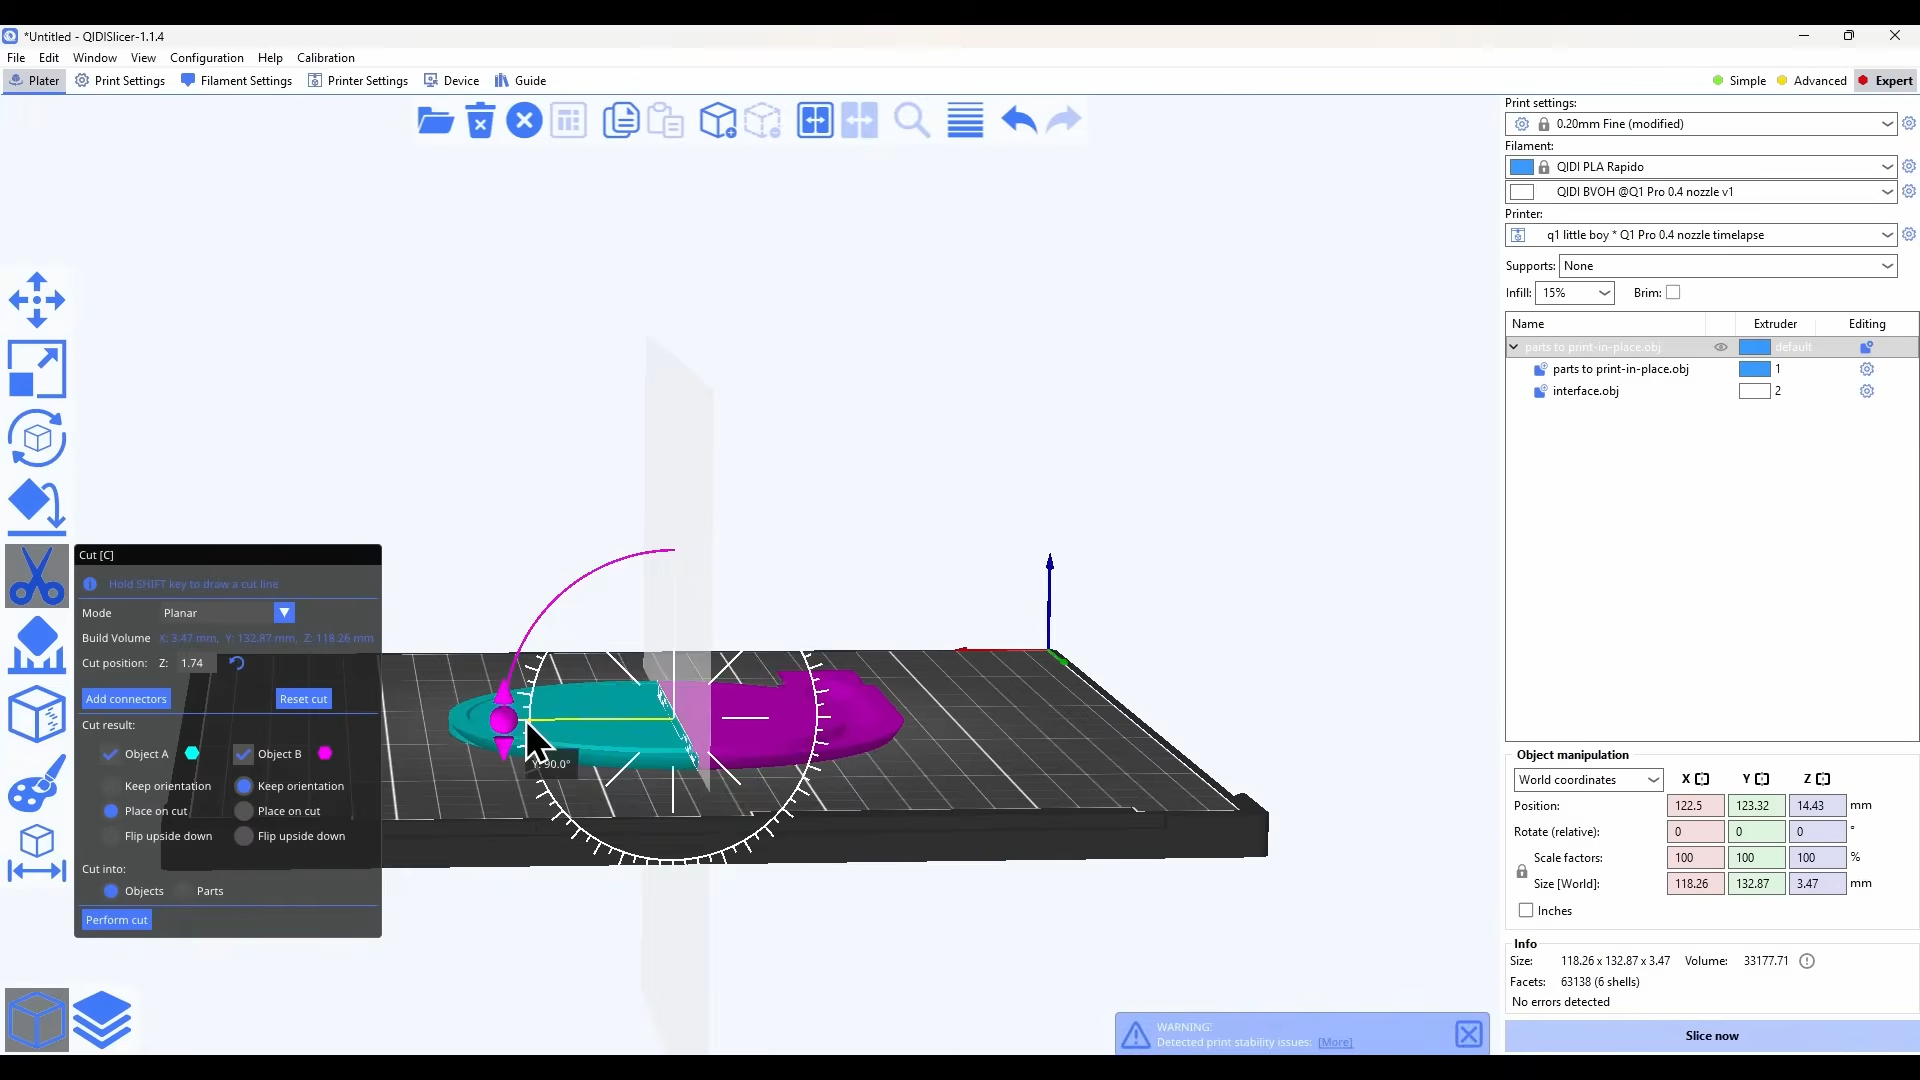 *Untitled - QIDISlicer-1.1.4
File Edit Window View Configuration Help Calibration
Plater Print Settings Filament Settings Printer Settings Device Guide Simple Advanced Expert
Print settings:
0.20mm Fine (modified)
Filament:
QIDI PLA Rapido
QIDI BVOH @Q1 Pro 0.4 nozzle v1
Printer:
q1 little boy * Q1 Pro 0.4 nozzle timelapse
Supports: None
Infill: 15% Brim:
Name Extruder Editing
parts to print-in-place.obj default
parts to print-in-place.obj 1
interface.obj 2
Cut [C]
Hold SHIFT key to draw a cut line
Mode Planar
Build Volume X: 3.47 mm, Y: 132.87 mm, Z: 118.26 mm
Cut position: Z: 1.74
Add connectors Reset cut
Cut result:
Object A Object B
Keep orientation Keep orientation
Place on cut Place on cut
Flip upside down Flip upside down
Cut into:
Objects Parts
Perform cut
Y: 90.0°
Object manipulation
World coordinates X Y Z
Position: 122.5 123.32 14.43 mm
Rotate (relative): 0 0 0 °
Scale factors: 100 100 100 %
Size [World]: 118.26 132.87 3.47 mm
Inches
Info
Size: 118.26 x 132.87 x 3.47 Volume: 33177.71
Facets: 63138 (6 shells)
No errors detected
Slice now
WARNING:
Detected print stability issues: [More]